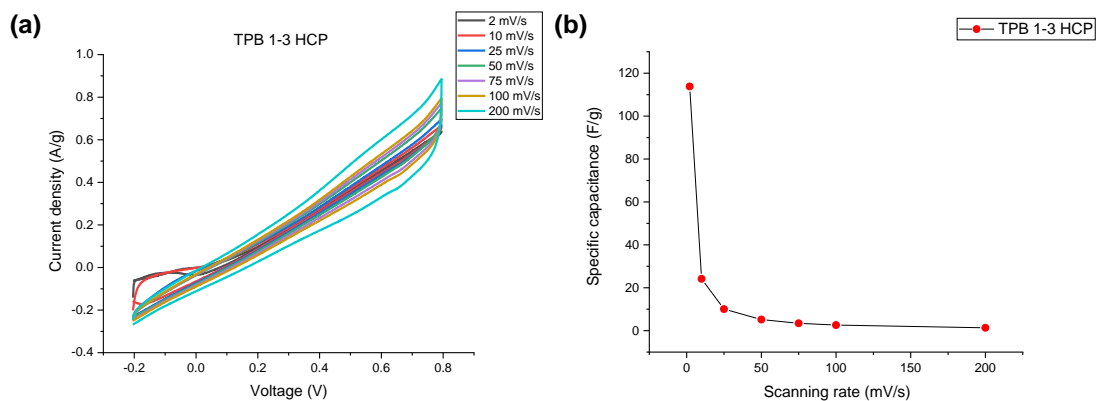 (a)
TPB 1-3 HCP
2 mV/s
10 mV/s
25 mV/s
50 mV/s
75 mV/s
100 mV/s
200 mV/s
1.0
0.8
0.6
0.4
0.2
0.0
-0.2
-0.4
Current density (A/g)
-0.2 0.0 0.2 0.4 0.6 0.8
Voltage (V)
(b)
TPB 1-3 HCP
120
100
80
60
40
20
0
Specific capacitance (F/g)
0 50 100 150 200
Scanning rate (mV/s)